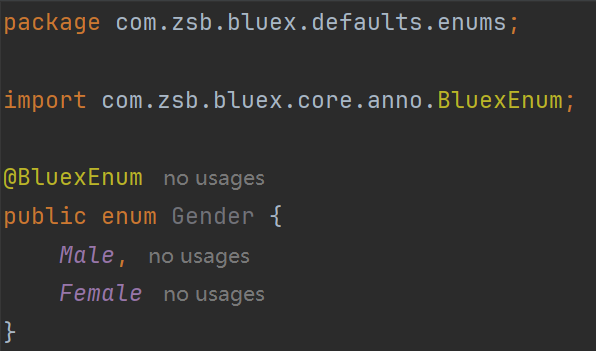 package com.zsb.bluex.defaults.enums;
import com.zsb.bluex.core.anno.BluexEnum;
@BluexEnum no usages
public enum Gender {
Male, no usages
Female no usages
}